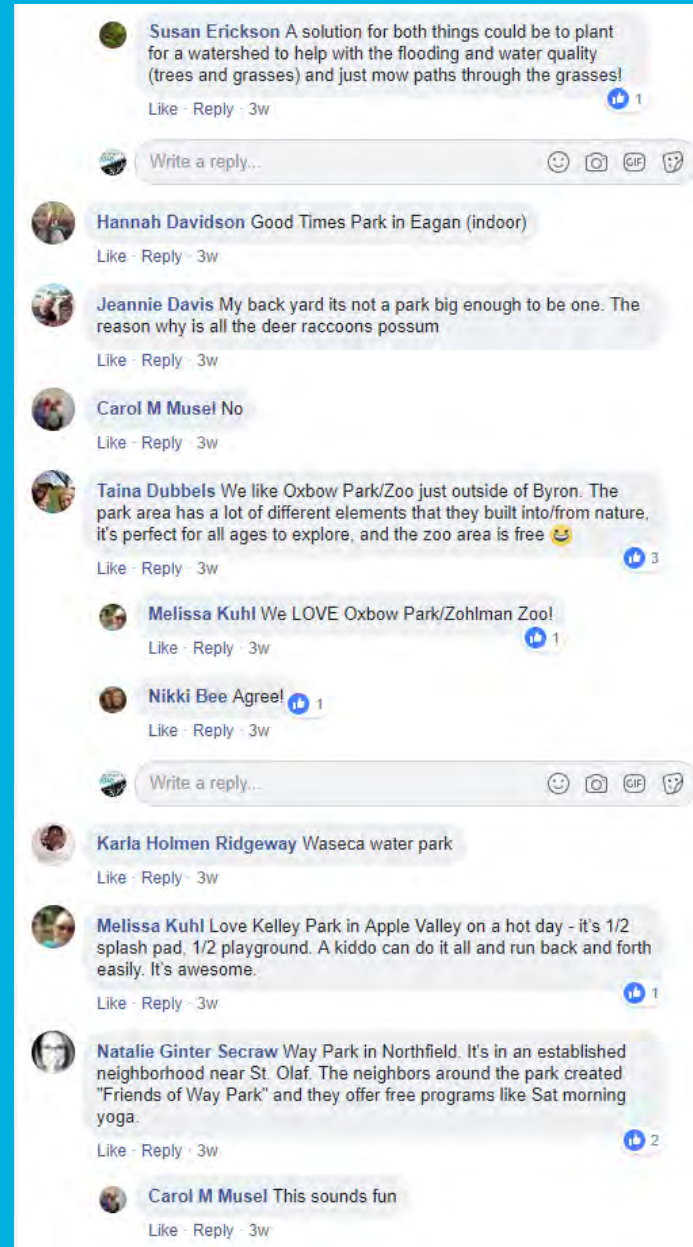 Susan Erickson A solution for both things could be to plant
for a watershed to help with the flooding and water quality
(trees and grasses) and just mow paths through the grasses!
1
Like · Reply · 3w
Write a reply...
GIF
Hannah Davidson Good Times Park in Eagan (indoor)
Like · Reply · 3w
Jeannie Davis My back yard its not a park big enough to be one. The
reason why is all the deer raccoons possum
Like · Reply · 3w
Carol M Musel No
Like · Reply · 3w
Taina Dubbels We like Oxbow Park/Zoo just outside of Byron. The
park area has a lot of different elements that they built into/from nature,
it's perfect for all ages to explore, and the zoo area is free 😄
3
Like · Reply · 3w
Melissa Kuhl We LOVE Oxbow Park/Zohlman Zoo!
1
Like · Reply · 3w
Nikki Bee Agree! 1
Like · Reply · 3w
Write a reply...
GIF
Karla Holmen Ridgeway Waseca water park
Like · Reply · 3w
Melissa Kuhl Love Kelley Park in Apple Valley on a hot day - it's 1/2
splash pad, 1/2 playground. A kiddo can do it all and run back and forth
easily. It's awesome.
1
Like · Reply · 3w
Natalie Ginter Secraw Way Park in Northfield. It's in an established
neighborhood near St. Olaf. The neighbors around the park created
"Friends of Way Park" and they offer free programs like Sat morning
yoga.
2
Like · Reply · 3w
Carol M Musel This sounds fun
Like · Reply · 3w